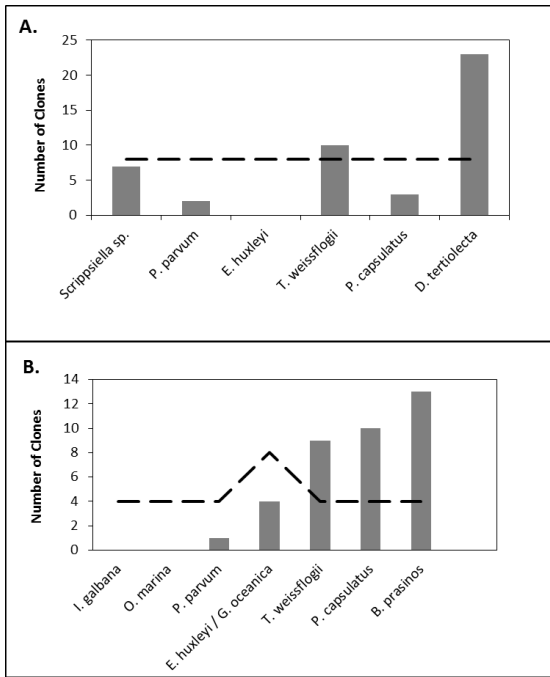 A.
Number of Clones
25
20
15
10
5
0
Scrippsiella sp.
P. parvum
E. huxleyi
T. weissflogii
P. capsulatus
D. tertiolecta
B.
Number of Clones
14
12
10
8
6
4
2
0
I. galbana
O. marina
P. parvum
E. huxleyi / G. oceanica
T. weissflogii
P. capsulatus
B. prasinos